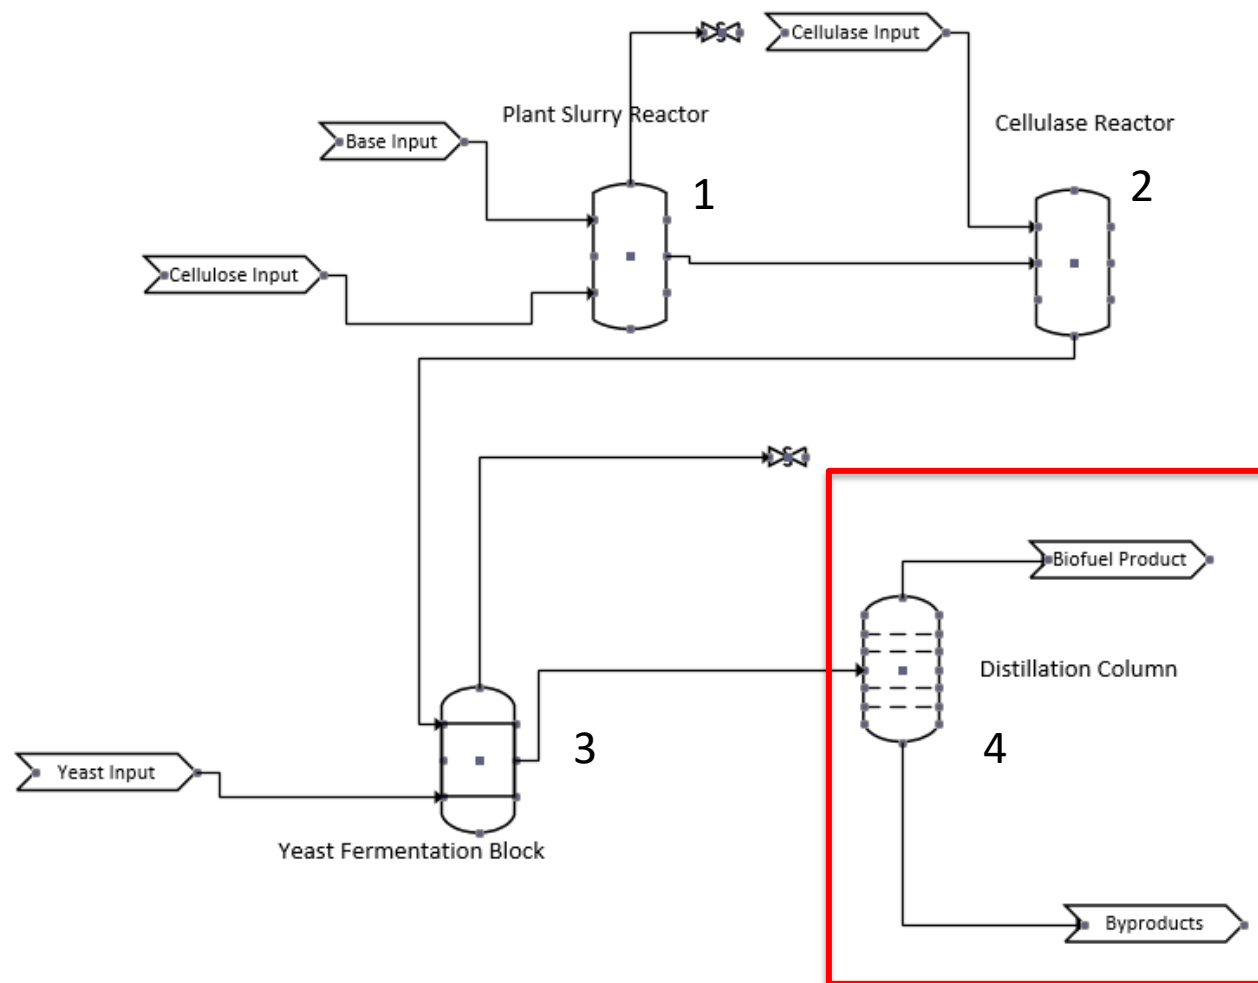 Cellulase Input
Plant Slurry Reactor
Cellulase Reactor
Base Input
1
2
Cellulose Input
S
S
Biofuel Product
Distillation Column
3
4
Yeast Input
Yeast Fermentation Block
Byproducts